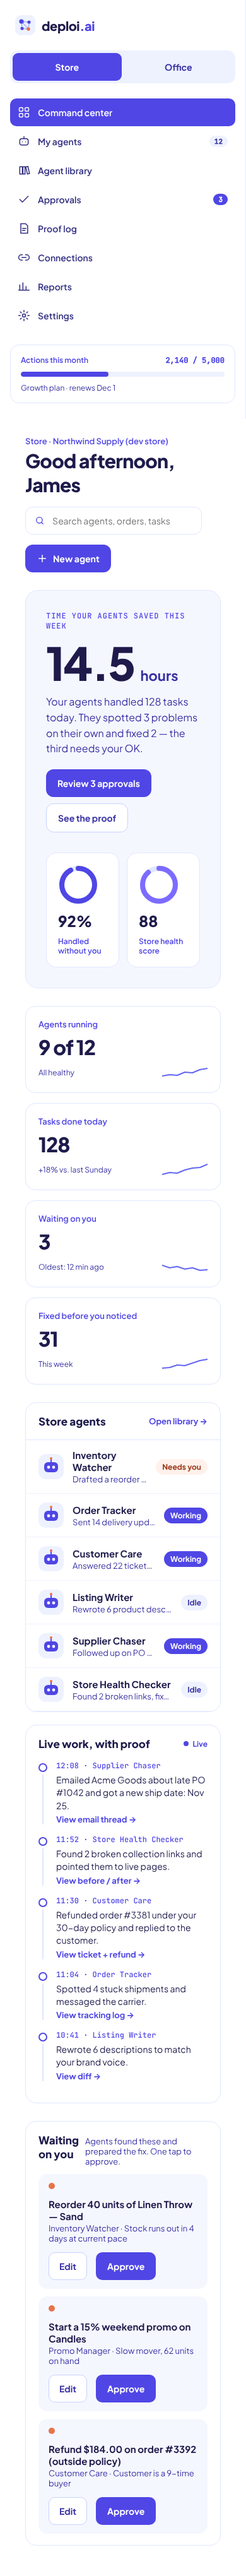 deploi.ai
Store
Office
Command center
My agents
12
Agent library
Approvals
3
Proof log
Connections
Reports
Settings
Actions this month
2,140 / 5,000
Growth plan · renews Dec 1
Store · Northwind Supply (dev store)
Good afternoon,
James
Search agents, orders, tasks
+ New agent
TIME YOUR AGENTS SAVED THIS
WEEK
14.5 hours
Your agents handled 128 tasks
today. They spotted 3 problems
on their own and fixed 2 — the
third needs your OK.
Review 3 approvals
See the proof
92%
Handled
without you
88
Store health
score
Agents running
9 of 12
All healthy
Tasks done today
128
+18% vs. last Sunday
Waiting on you
3
Oldest: 12 min ago
Fixed before you noticed
31
This week
Store agents
Open library →
Inventory
Watcher
Drafted a reorder ...
Needs you
Order Tracker
Sent 14 delivery upd...
Working
Customer Care
Answered 22 ticket...
Working
Listing Writer
Rewrote 6 product desc...
Idle
Supplier Chaser
Followed up on PO ...
Working
Store Health Checker
Found 2 broken links, fix...
Idle
Live work, with proof
Live
12:08 · Supplier Chaser
Emailed Acme Goods about late PO
#1042 and got a new ship date: Nov
25.
View email thread →
11:52 · Store Health Checker
Found 2 broken collection links and
pointed them to live pages.
View before / after →
11:30 · Customer Care
Refunded order #3381 under your
30-day policy and replied to the
customer.
View ticket + refund →
11:04 · Order Tracker
Spotted 4 stuck shipments and
messaged the carrier.
View tracking log →
10:41 · Listing Writer
Rewrote 6 descriptions to match
your brand voice.
View diff →
Waiting
on you
Agents found these and
prepared the fix. One tap to
approve.
Reorder 40 units of Linen Throw
— Sand
Inventory Watcher · Stock runs out in 4
days at current pace
Edit
Approve
Start a 15% weekend promo on
Candles
Promo Manager · Slow mover, 62 units
on hand
Edit
Approve
Refund $184.00 on order #3392
(outside policy)
Customer Care · Customer is a 9-time
buyer
Edit
Approve